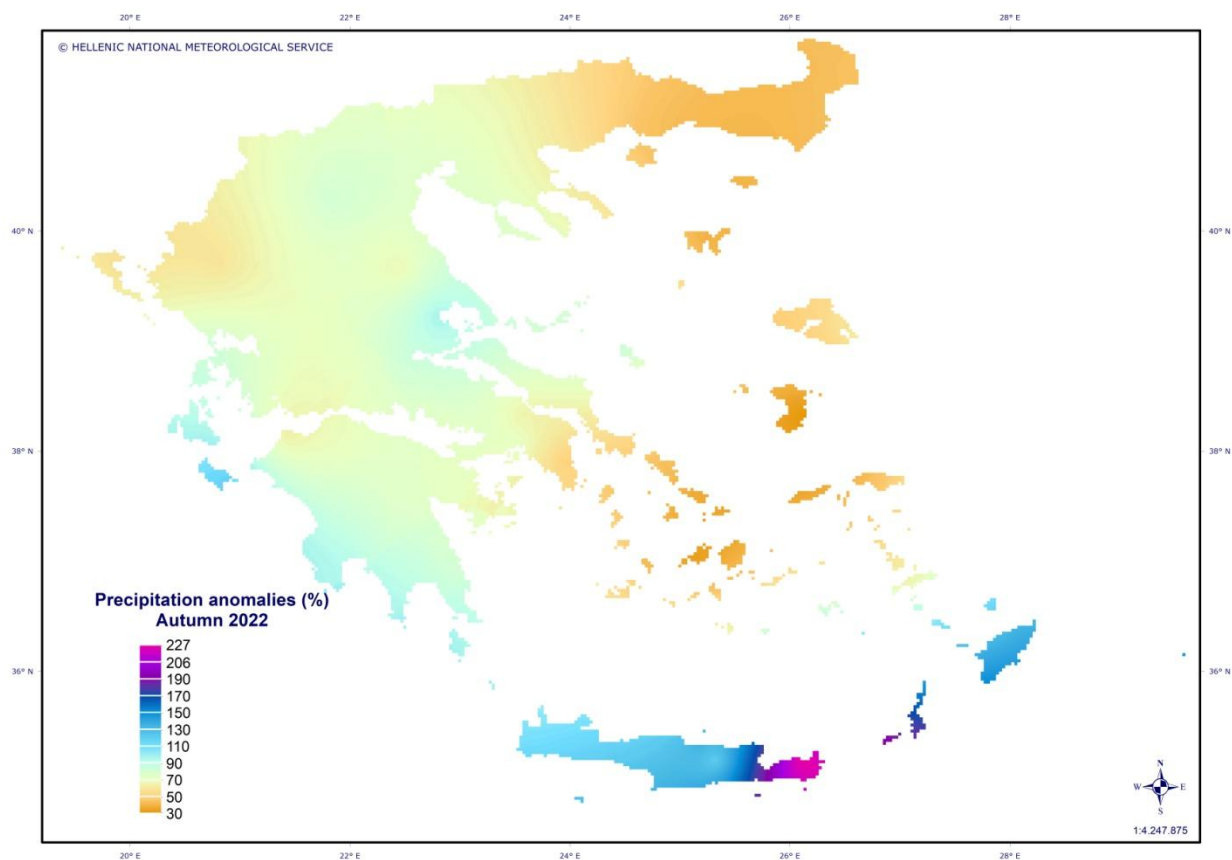 20° E 22° E 24° E 26° E 28° E
© HELLENIC NATIONAL METEOROLOGICAL SERVICE
40° N 40° N
38° N 38° N
36° N 36° N
Precipitation anomalies (%)
Autumn 2022
227
206
190
170
150
130
110
90
70
50
30
N
W E
S
1:4.247.875
20° E 22° E 24° E 26° E 28° E